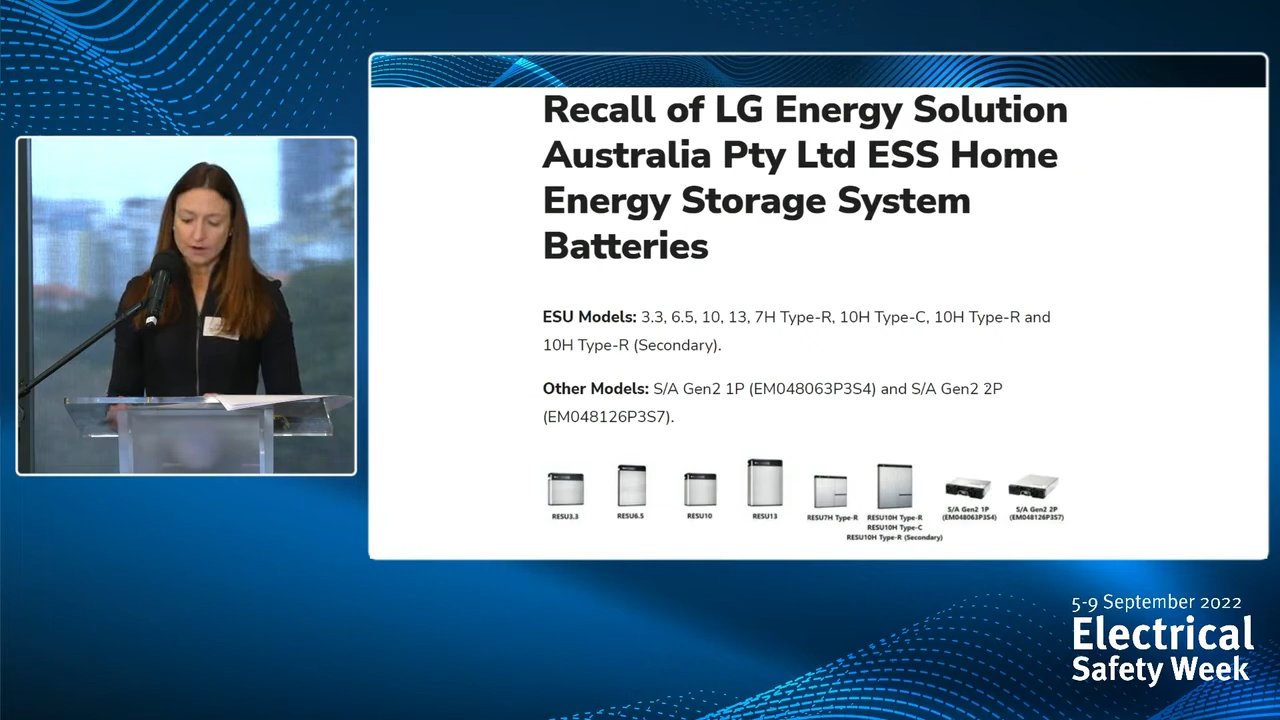 Recall of LG Energy Solution
Australia Pty Ltd ESS Home
Energy Storage System
Batteries
ESU Models: 3.3, 6.5, 10, 13, 7H Type-R, 10H Type-C, 10H Type-R and
10H Type-R (Secondary).
Other Models: S/A Gen2 1P (EM048063P3S4) and S/A Gen2 2P
(EM048126P3S7).
RESU3.3
RESU6.5
RESU10
RESU13
RESU7H Type-R
RESU10H Type-R
RESU10H Type-C
RESU10H Type-R (Secondary)
S/A Gen2 1P
(EM048063P3S4)
S/A Gen2 2P
(EM048126P3S7)
5-9 September 2022
Electrical
Safety Week